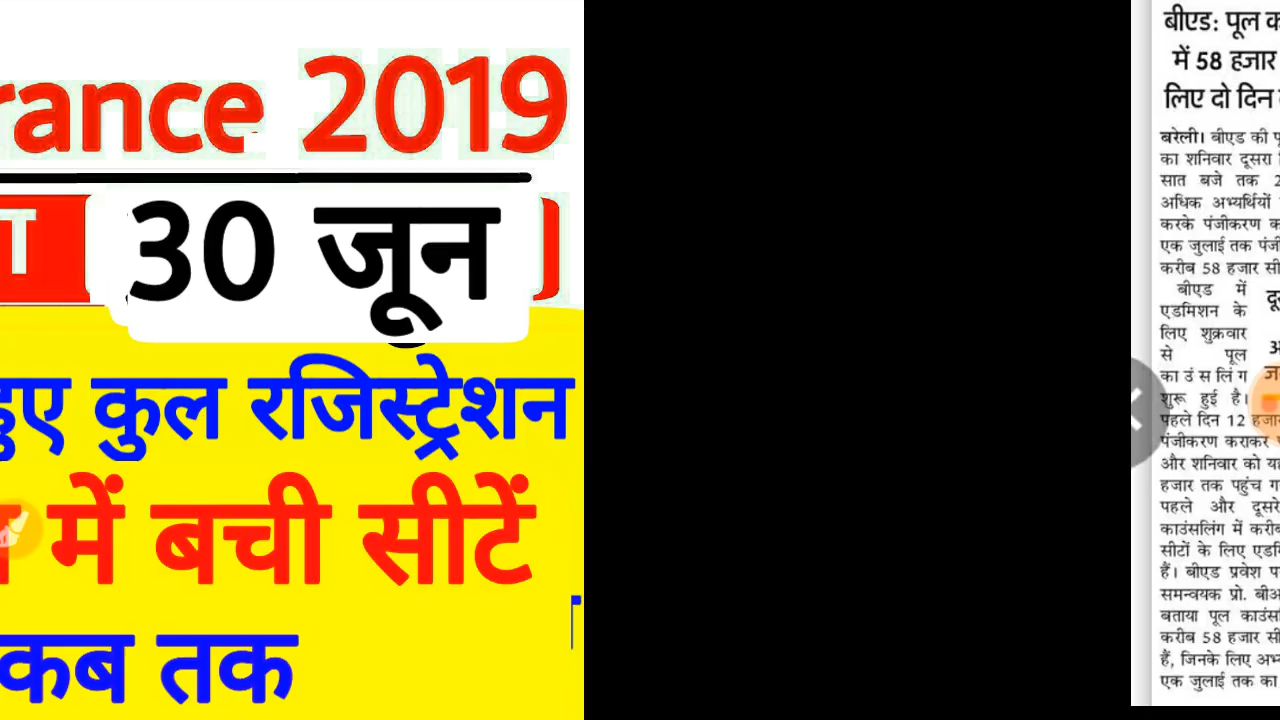 rance 2019
T
30 जून
हुए कुल रजिस्ट्रेशन
में बची सीटें
कब तक
बीएड: पूल क
में 58 हजार
लिए दो दिन
बरेली। बीएड की पू
का शनिवार दूसरा
सात बजे तक 2
अधिक अभ्यर्थियों
करके पंजीकरण क
एक जुलाई तक पंजी
करीब 58 हजार सी
बीएड में
एडमिशन के
लिए शुक्रवार
से पूल
काउंसलिंग
शुरू हुई है।
पहले दिन 12 हजार
पंजीकरण कराकर
और शनिवार को यह
हजार तक पहुंच ग
पहले और दूसरे
काउंसलिंग में करीब
सीटों के लिए एडमि
हैं। बीएड प्रवेश प
समन्वयक प्रो. बीअ
बताया पूल काउंस
करीब 58 हजार सी
हैं, जिनके लिए अभ्
एक जुलाई तक का
दू
ज